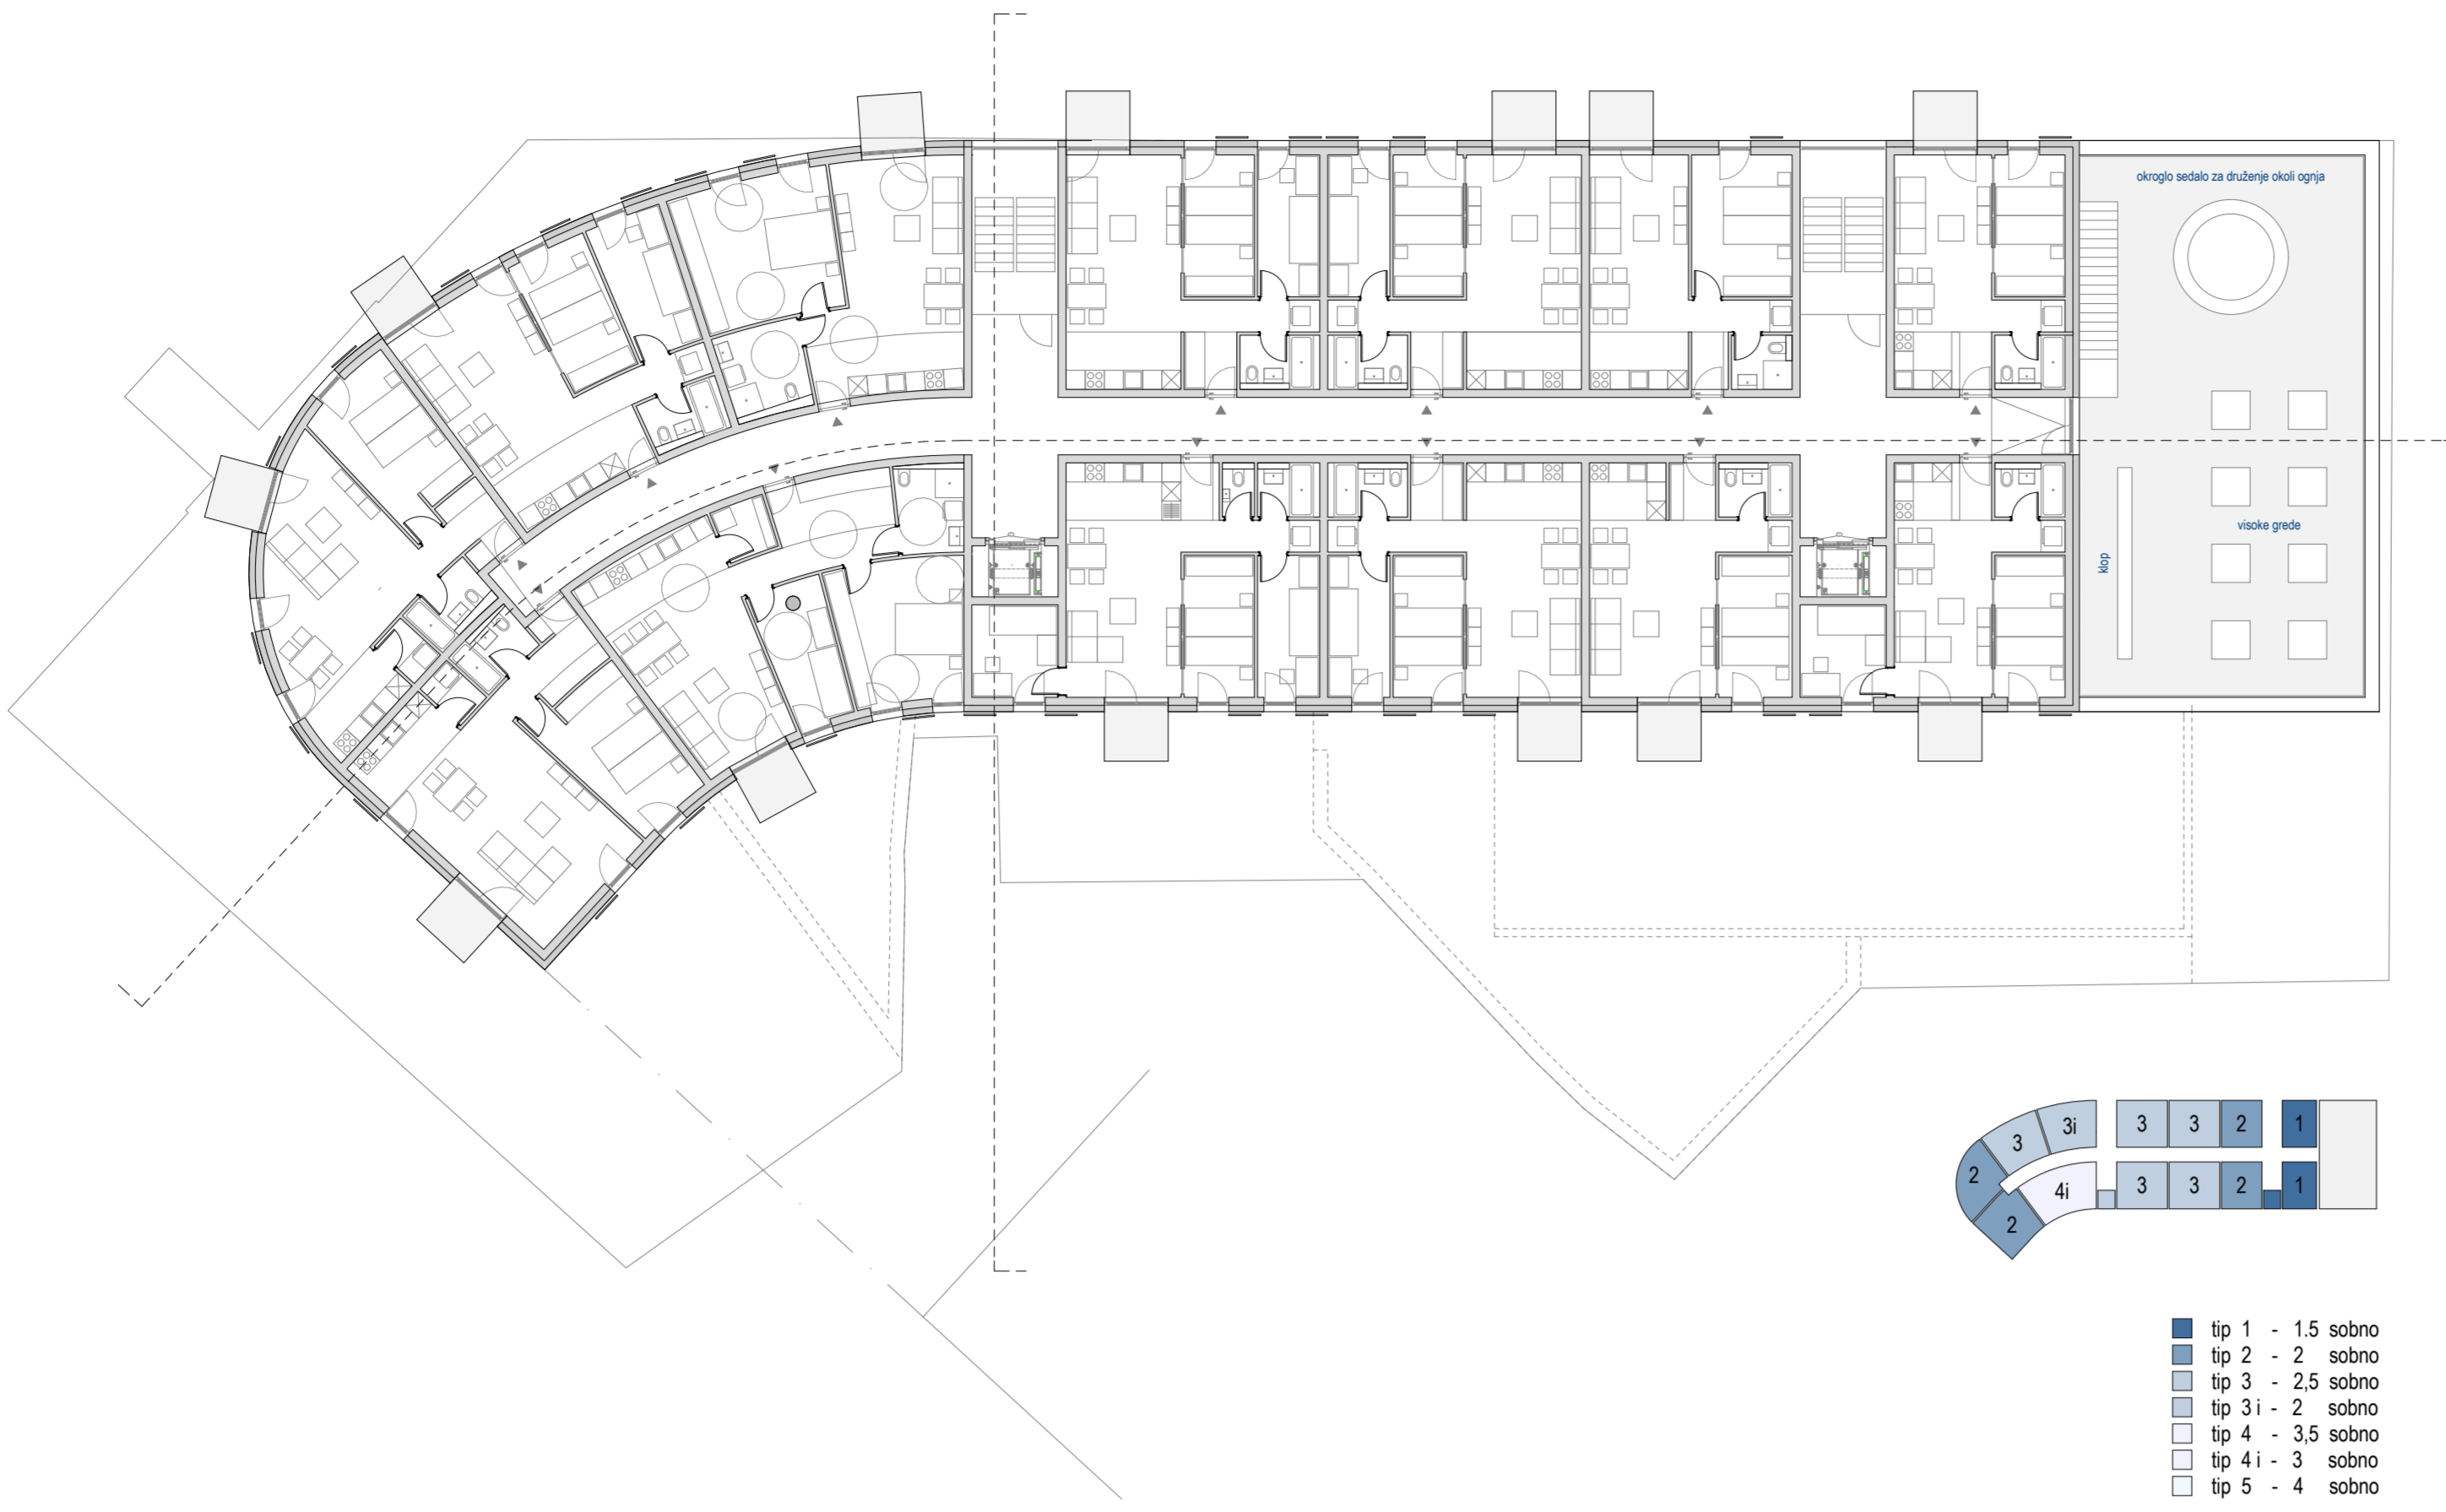 okroglo sedalo za druženje okoli ognja
visoke grede
klop
3i
3
3
2
1
3
2
4i
3
3
2
1
2
tip 1 - 1.5 sobno
tip 2 - 2 sobno
tip 3 - 2,5 sobno
tip 3 i - 2 sobno
tip 4 - 3,5 sobno
tip 4 i - 3 sobno
tip 5 - 4 sobno